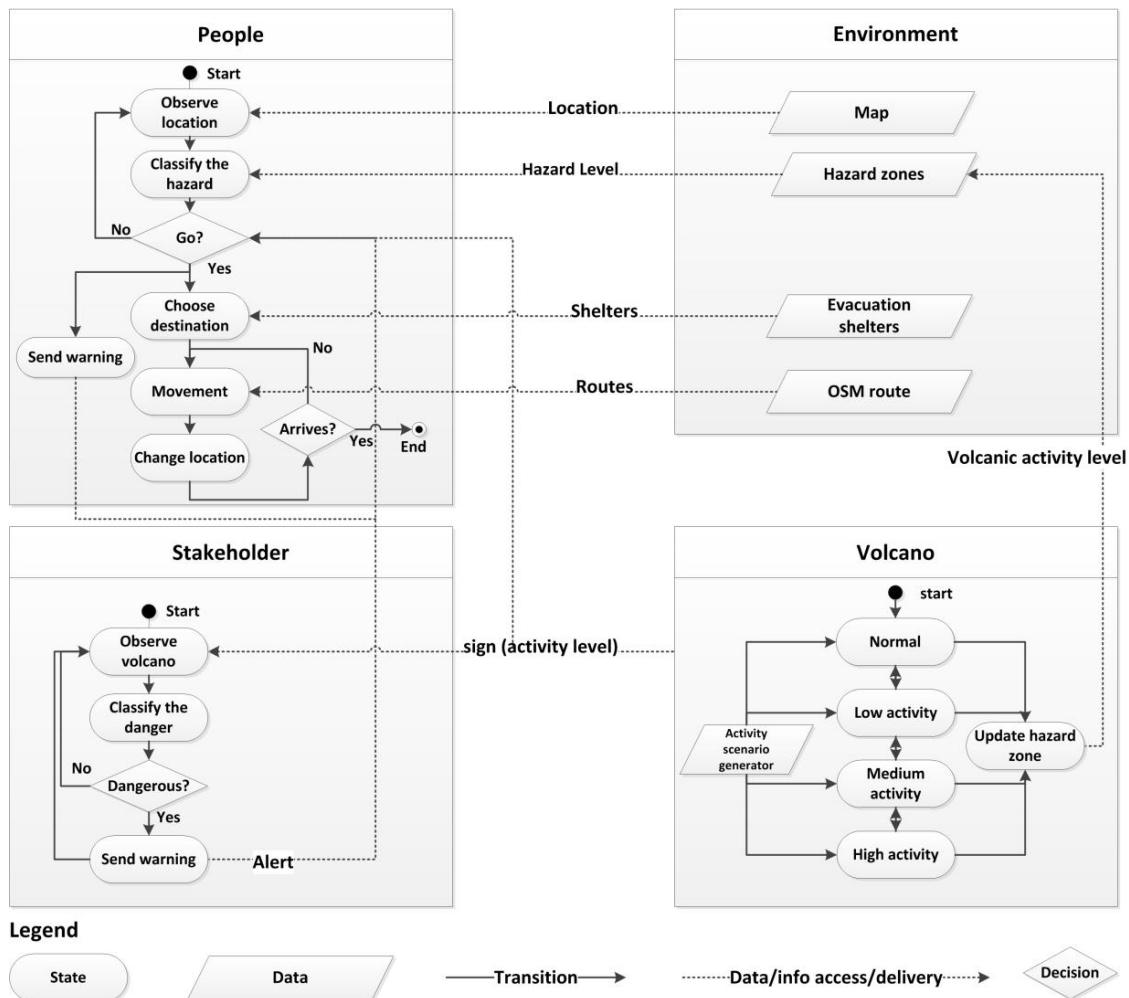 People
Start
Observe
location
Classify the
hazard
No
Go?
Yes
Choose
destination
Send warning
No
Movement
Arrives?
Yes
End
Change location
Environment
Location
Map
Hazard Level
Hazard zones
Shelters
Evacuation
shelters
Routes
OSM route
Volcanic activity level
Stakeholder
Start
Observe
volcano
Classify the
danger
No
Dangerous?
Yes
Send warning
Alert
sign (activity level)
Volcano
start
Normal
Low activity
Activity
scenario
generator
Update hazard
zone
Medium
activity
High activity
Legend
State
Data
Transition
Data/info access/delivery
Decision